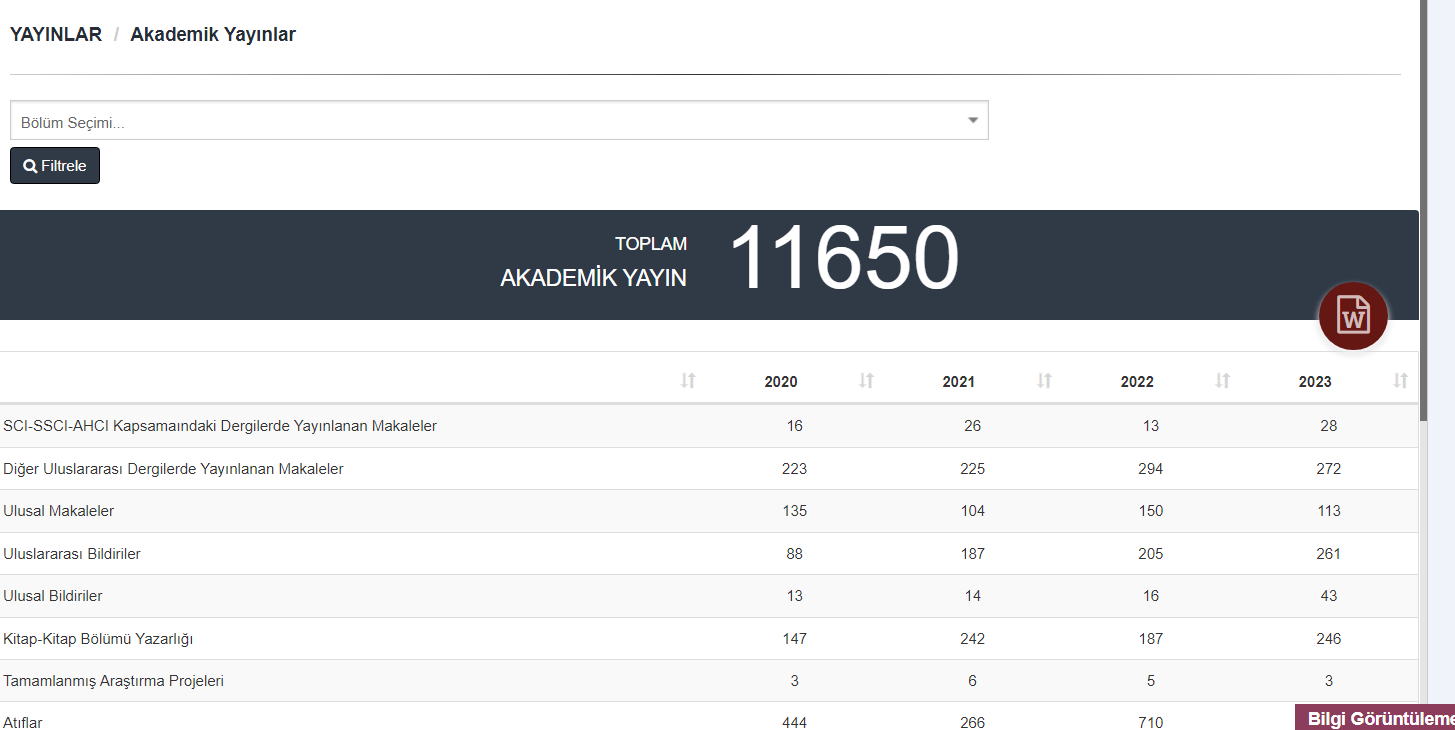 YAYINLAR / Akademik Yayınlar
Bölüm Seçimi...
Filtrele
TOPLAM
AKADEMİK YAYIN 11650
W
2020 2021 2022 2023
SCI-SSCI-AHCI Kapsamaındaki Dergilerde Yayınlanan Makaleler 16 26 13 28
Diğer Uluslararası Dergilerde Yayınlanan Makaleler 223 225 294 272
Ulusal Makaleler 135 104 150 113
Uluslararası Bildiriler 88 187 205 261
Ulusal Bildiriler 13 14 16 43
Kitap-Kitap Bölümü Yazarlığı 147 242 187 246
Tamamlanmış Araştırma Projeleri 3 6 5 3
Atıflar 444 266 710
Bilgi Görüntüleme